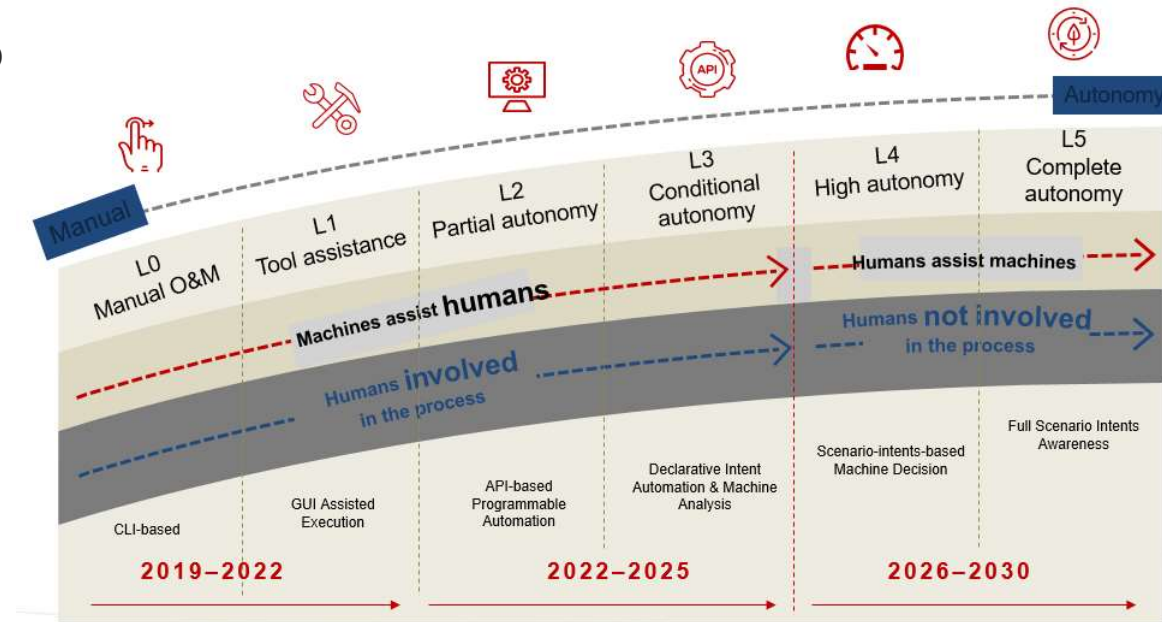 API
Autonomy
Manual
L0
Manual O&M
L1
Tool assistance
L2
Partial autonomy
L3
Conditional
autonomy
L4
High autonomy
L5
Complete
autonomy
Machines assist humans
Humans assist machines
Humans involved
in the process
Humans not involved
in the process
CLI-based
GUI Assisted
Execution
API-based
Programmable
Automation
Declarative Intent
Automation & Machine
Analysis
Scenario-intents-based
Machine Decision
Full Scenario Intents
Awareness
2019–2022
2022–2025
2026–2030